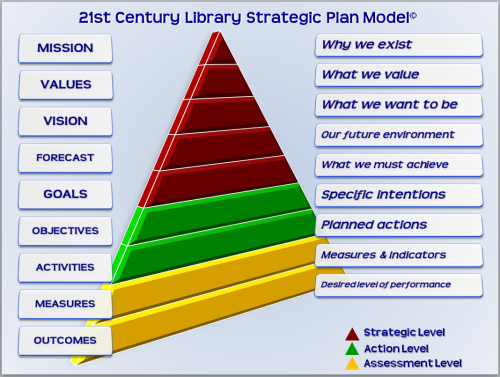 21st Century Library Strategic Plan Model©
MISSION
Why we exist
VALUES
What we value
VISION
What we want to be
FORECAST
Our future environment
GOALS
What we must achieve
OBJECTIVES
Specific Intentions
ACTIVITIES
Planned actions
MEASURES
Measures & Indicators
OUTCOMES
Desired level of performance
Strategic Level
Action Level
Assessment Level